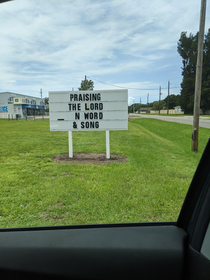 PRAISING
THE LORD
_ N WORD
& SONG